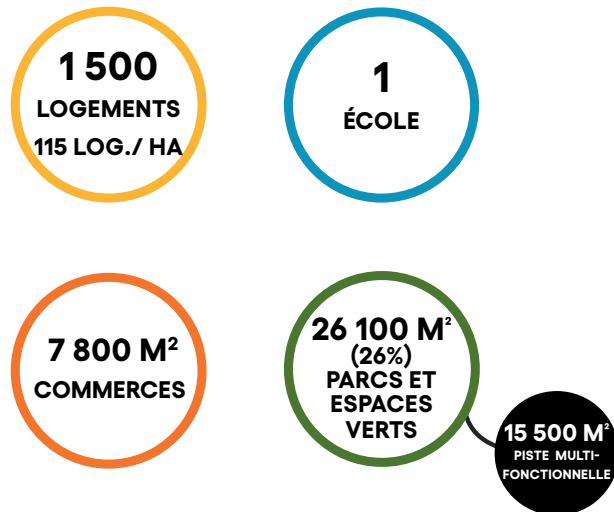 1 500
LOGEMENTS
115 LOG./ HA
1
ÉCOLE
7 800 M²
COMMERCES
26 100 M²
(26%)
PARCS ET
ESPACES
VERTS
15 500 M²
PISTE MULTI-
FONCTIONNELLE